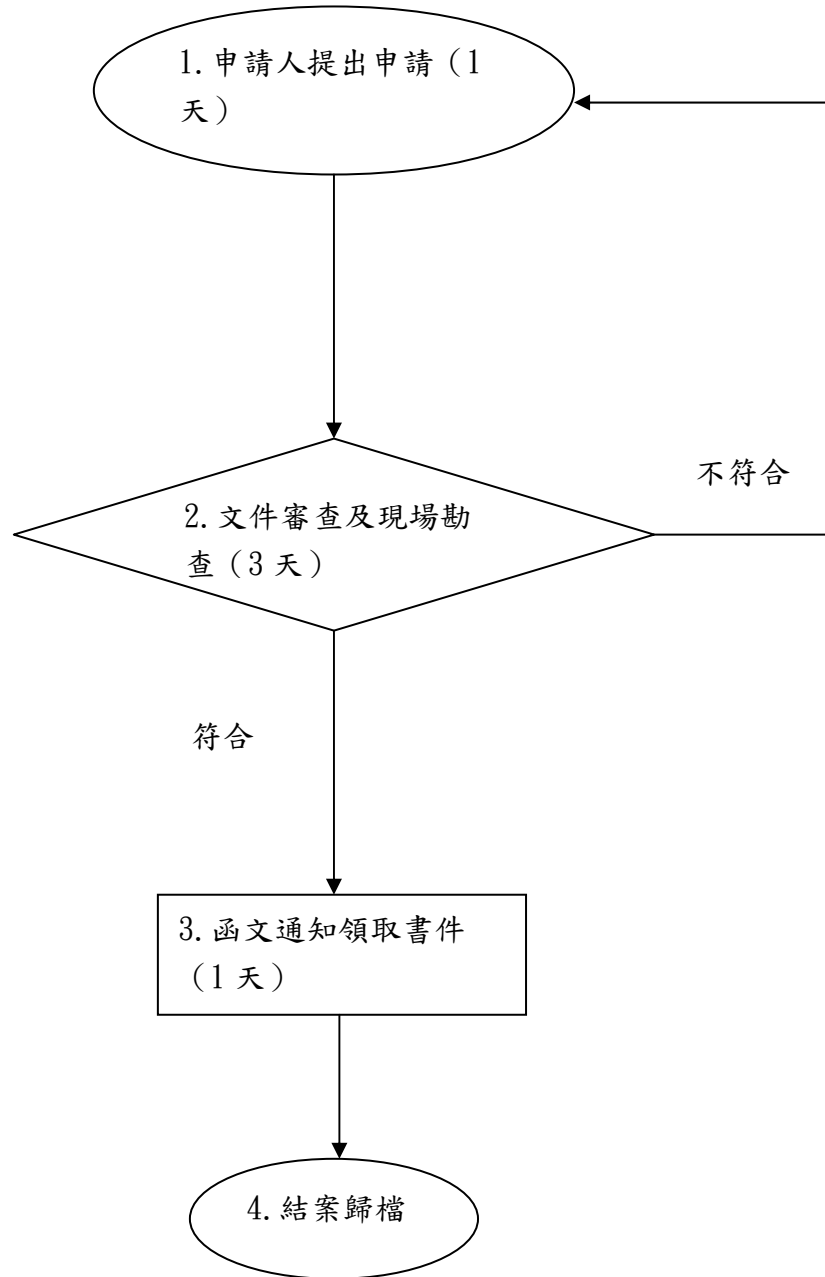 1.申請人提出申請（1
天）
2.文件審查及現場勘
查（3 天）
不符合
符合
3.函文通知領取書件
（1 天）
4.結案歸檔